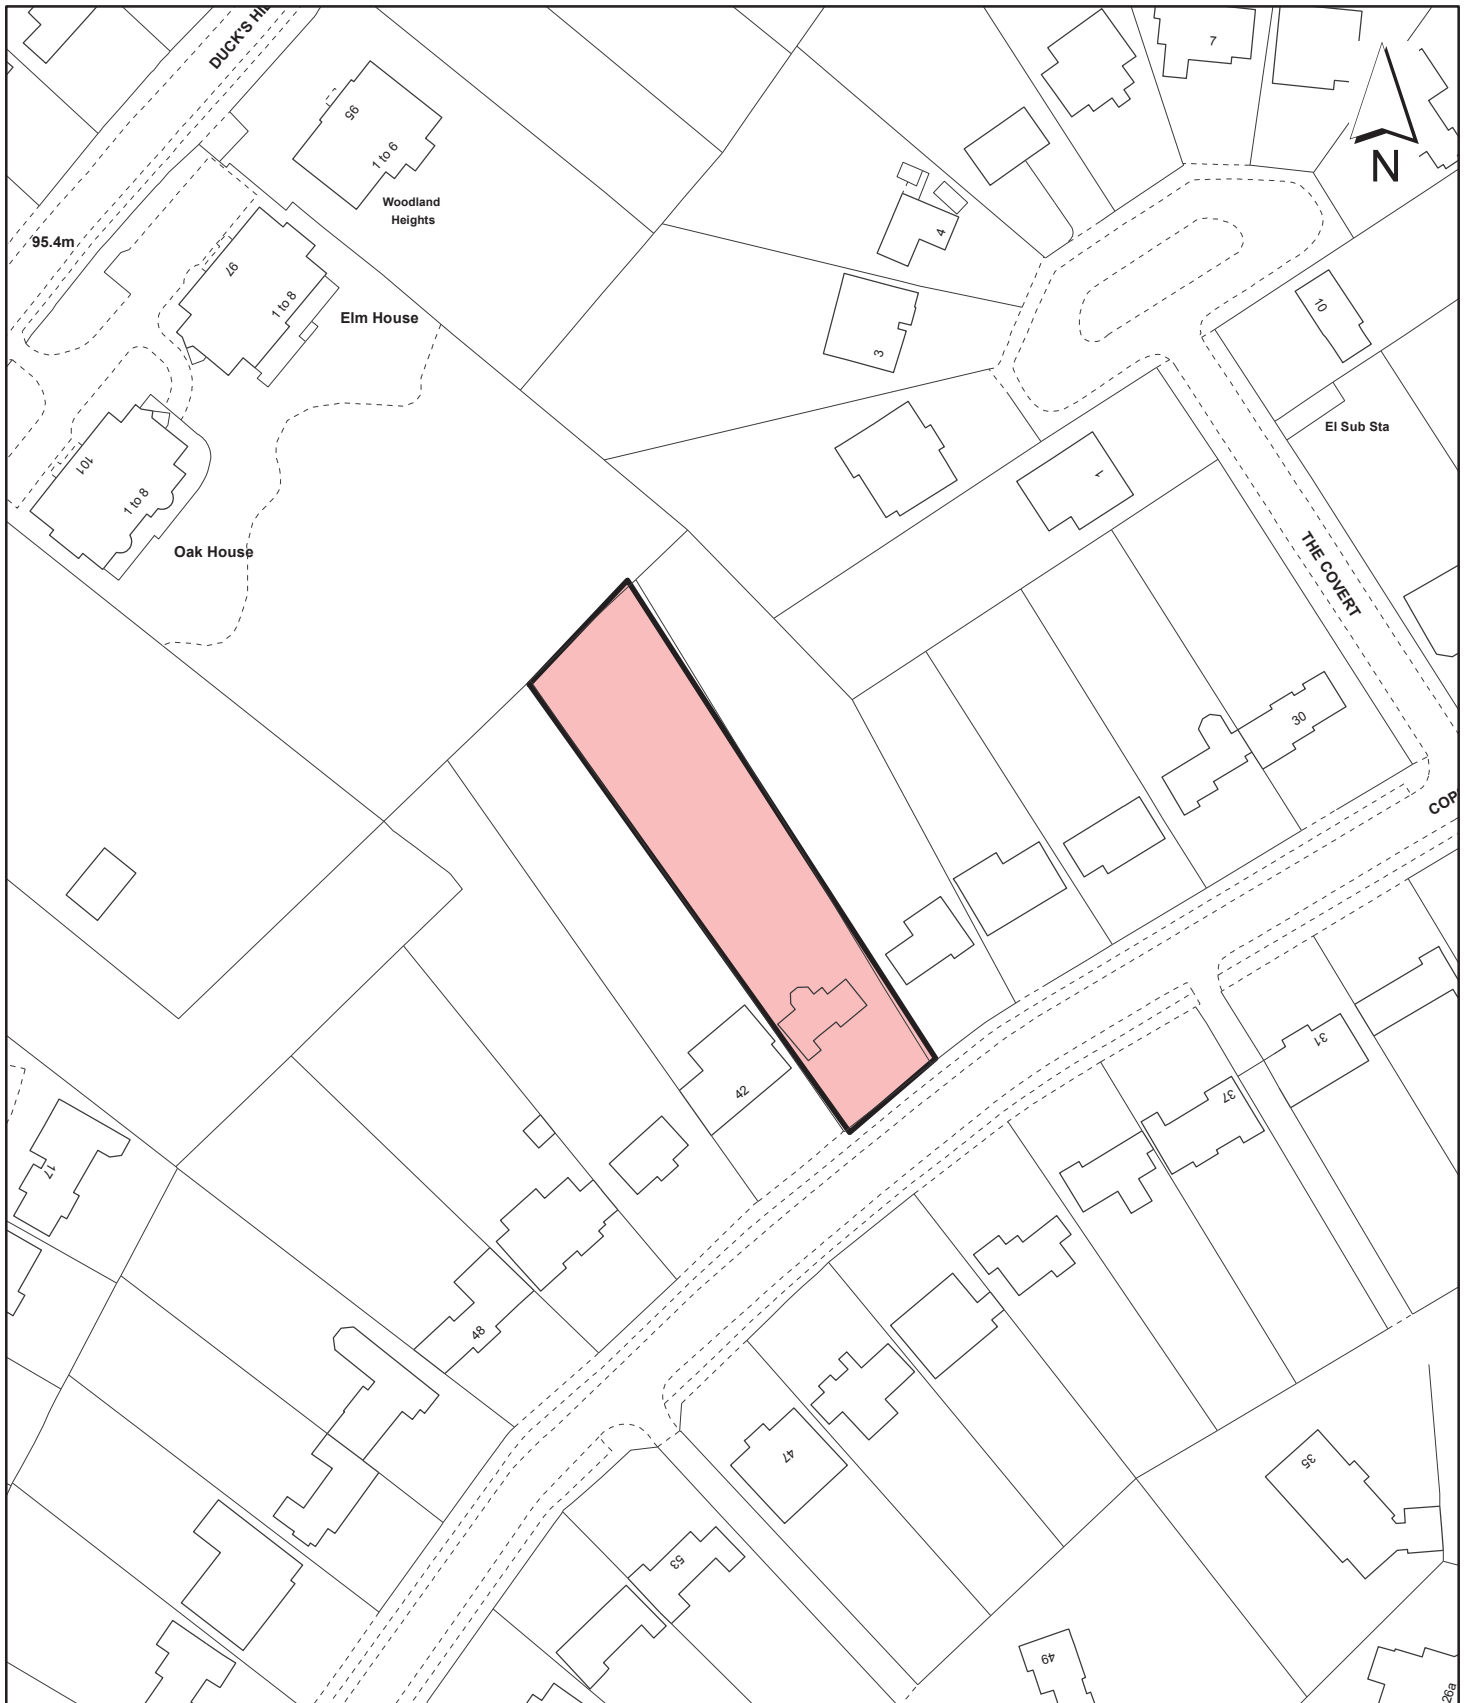 DUCK'S HIL
7
95
1 to 6
Woodland
Heights
N
4
95.4m
97
1 to 8
Elm House
10
3
El Sub Sta
101
1 to 8
1
Oak House
THE COVERT
30
COP
31
42
37
17
48
47
35
53
49
26a